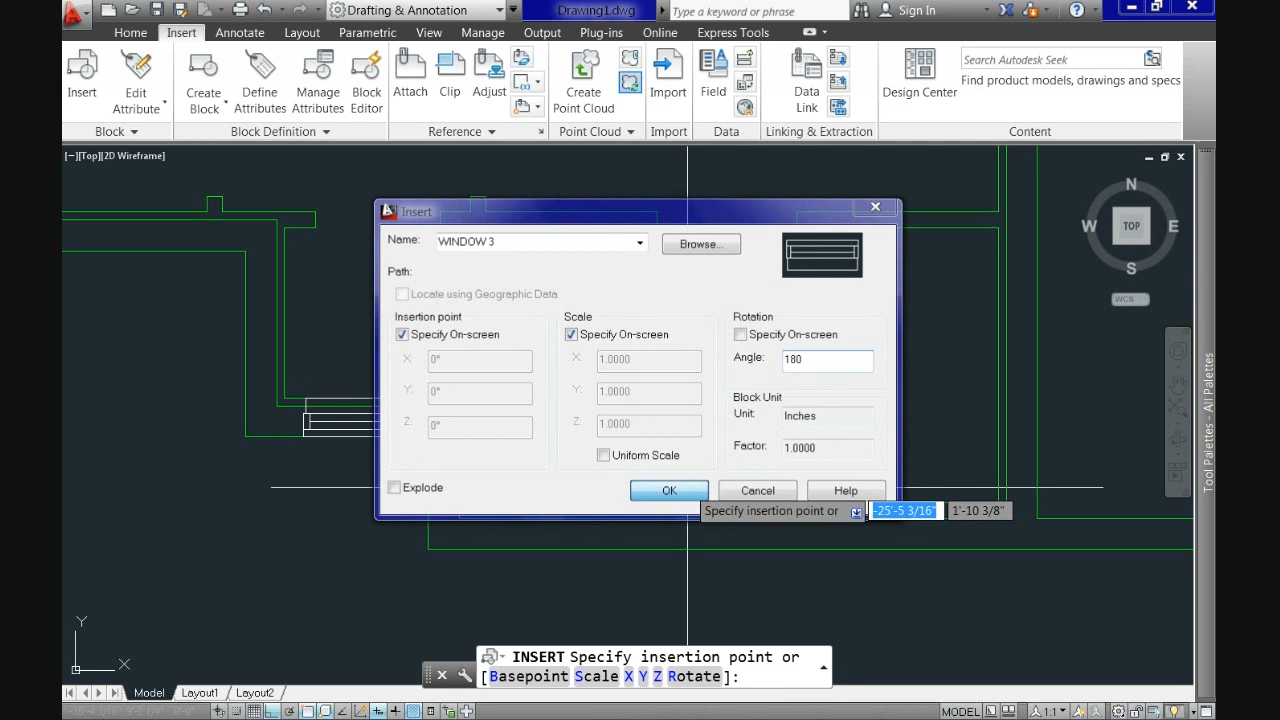 Drafting & Annotation
Drawing1.dwg
Type a keyword or phrase
Sign In
Home Insert Annotate Layout Parametric View Manage Output Plug-ins Online Express Tools
Insert
Edit Attribute
Create Block
Define Attributes
Manage Attributes
Block Editor
Attach
Clip
Adjust
Create Point Cloud
Import
Field
Data Link
Design Center
Search Autodesk Seek
Find product models, drawings and specs
Block
Block Definition
Reference
Point Cloud
Import
Data
Linking & Extraction
Content
[−][Top][2D Wireframe]
N
W TOP E
S
WCS
Tool Palettes - All Palettes
Insert
Name: WINDOW 3 Browse...
Path:
Locate using Geographic Data
Insertion point
Specify On-screen
X: 0"
Y: 0"
Z: 0"
Scale
Specify On-screen
X: 1.0000
Y: 1.0000
Z: 1.0000
Uniform Scale
Rotation
Specify On-screen
Angle: 180
Block Unit
Unit: Inches
Factor: 1.0000
Explode
OK Cancel Help
Specify insertion point or -25'-5 3/16" 1'-10 3/8"
Y
X
INSERT Specify insertion point or
[Basepoint Scale X Y Z Rotate]:
Model Layout1 Layout2
MODEL 1:1